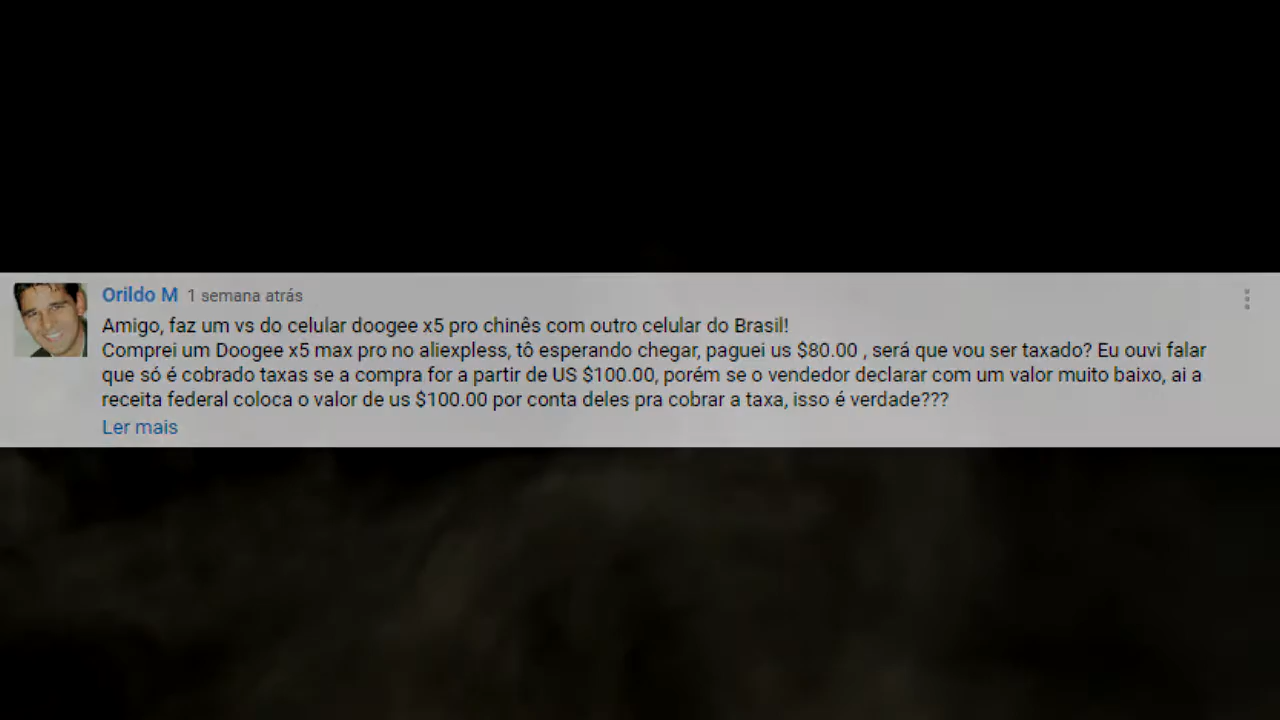 Orildo M 1 semana atrás
Amigo, faz um vs do celular doogee x5 pro chinês com outro celular do Brasil!
Comprei um Doogee x5 max pro no aliexpless, tô esperando chegar, paguei us $80.00 , será que vou ser taxado? Eu ouvi falar
que só é cobrado taxas se a compra for a partir de US $100.00, porém se o vendedor declarar com um valor muito baixo, ai a
receita federal coloca o valor de us $100.00 por conta deles pra cobrar a taxa, isso é verdade???
Ler mais